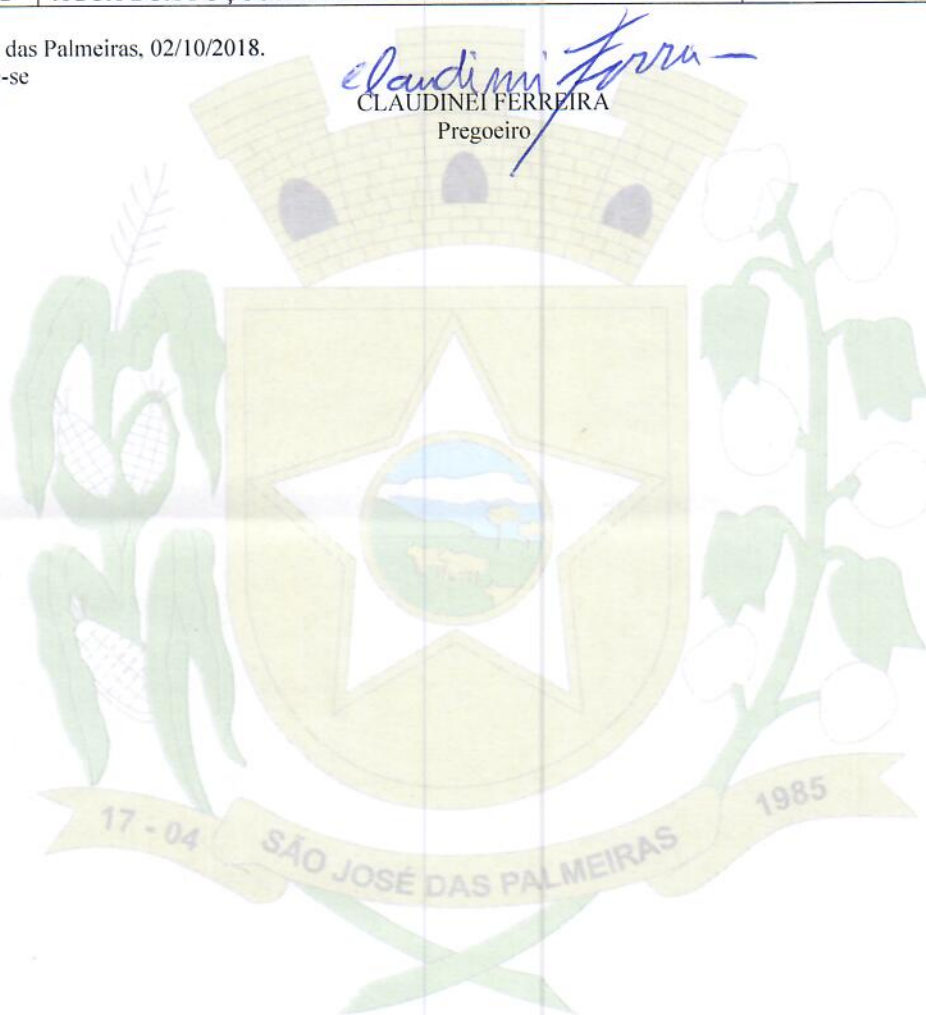 das Palmeiras, 02/10/2018.
-se
Claudinei Ferreira
CLAUDINEI FERREIRA
Pregoeiro
17 - 04
SÃO JOSÉ DAS PALMEIRAS
1985